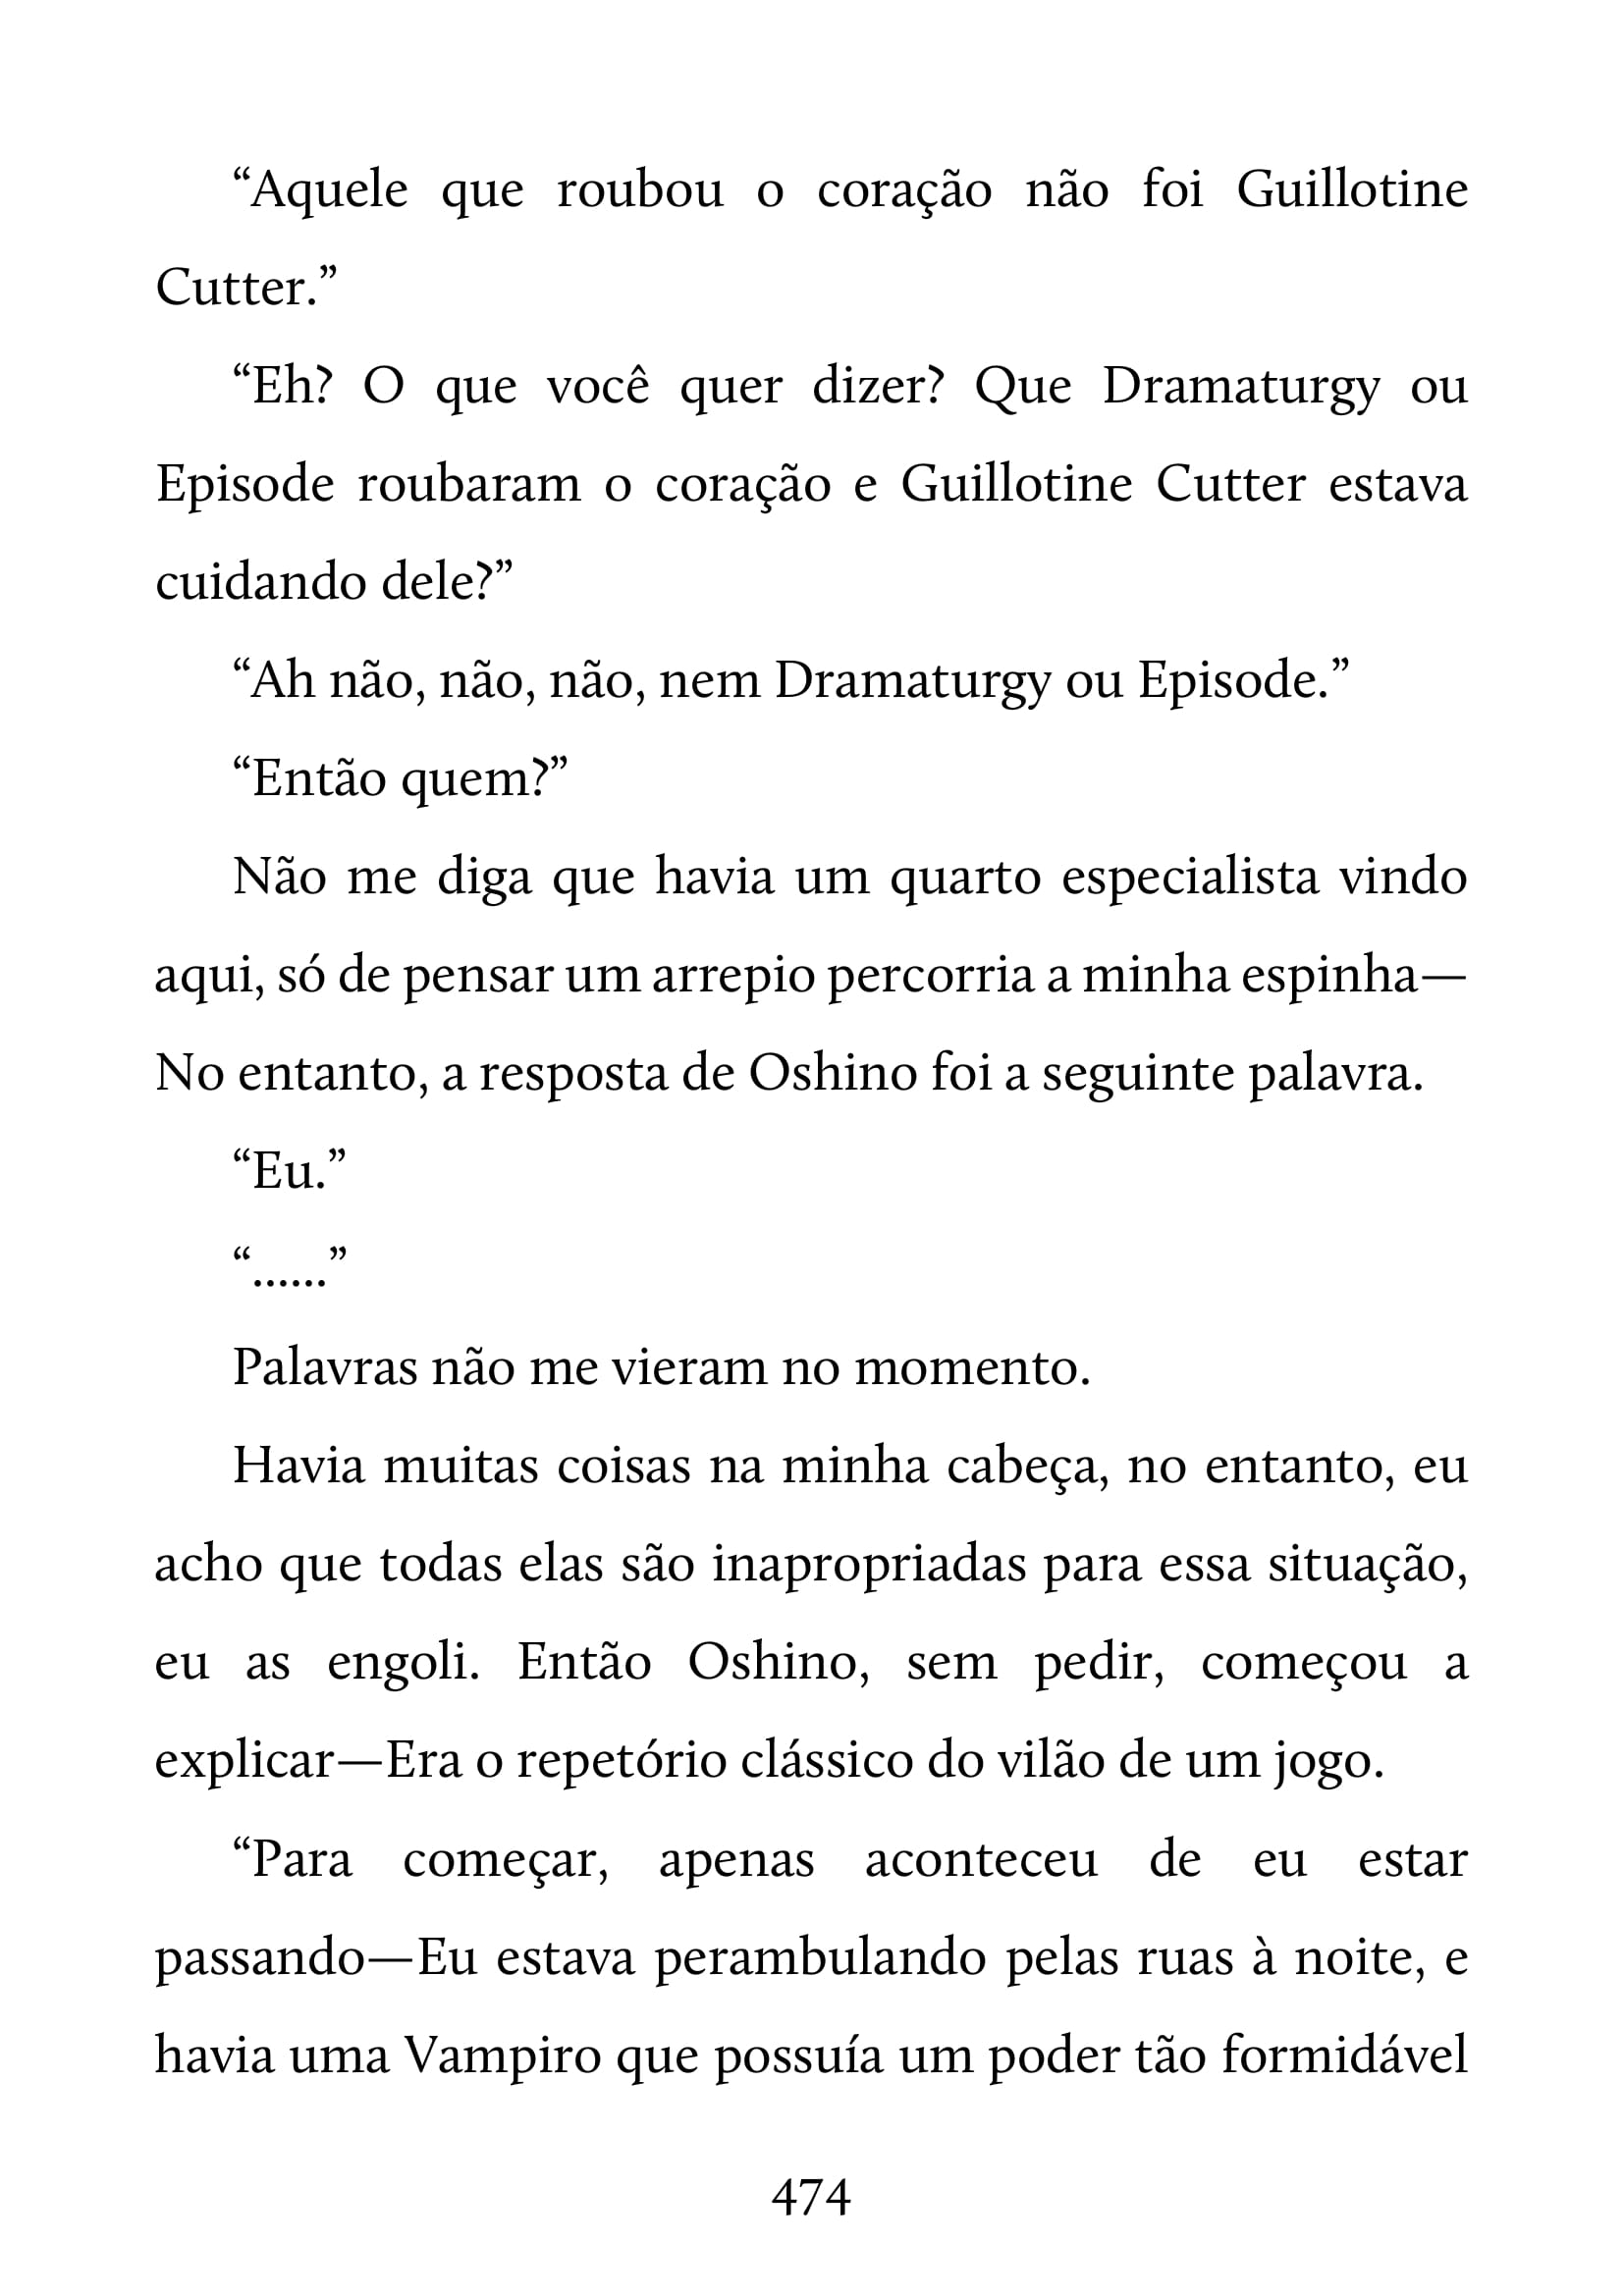 “Aquele que roubou o coração não foi Guillotine
Cutter.”
“Eh? O que você quer dizer? Que Dramaturgy ou
Episode roubaram o coração e Guillotine Cutter estava
cuidando dele?”
“Ah não, não, não, nem Dramaturgy ou Episode.”
“Então quem?”
Não me diga que havia um quarto especialista vindo
aqui, só de pensar um arrepio percorria a minha espinha—
No entanto, a resposta de Oshino foi a seguinte palavra.
“Eu.”
“......”
Palavras não me vieram no momento.
Havia muitas coisas na minha cabeça, no entanto, eu
acho que todas elas são inapropriadas para essa situação,
eu as engoli. Então Oshino, sem pedir, começou a
explicar—Era o repetório clássico do vilão de um jogo.
“Para começar, apenas aconteceu de eu estar
passando—Eu estava perambulando pelas ruas à noite, e
havia uma Vampiro que possuía um poder tão formidável
474